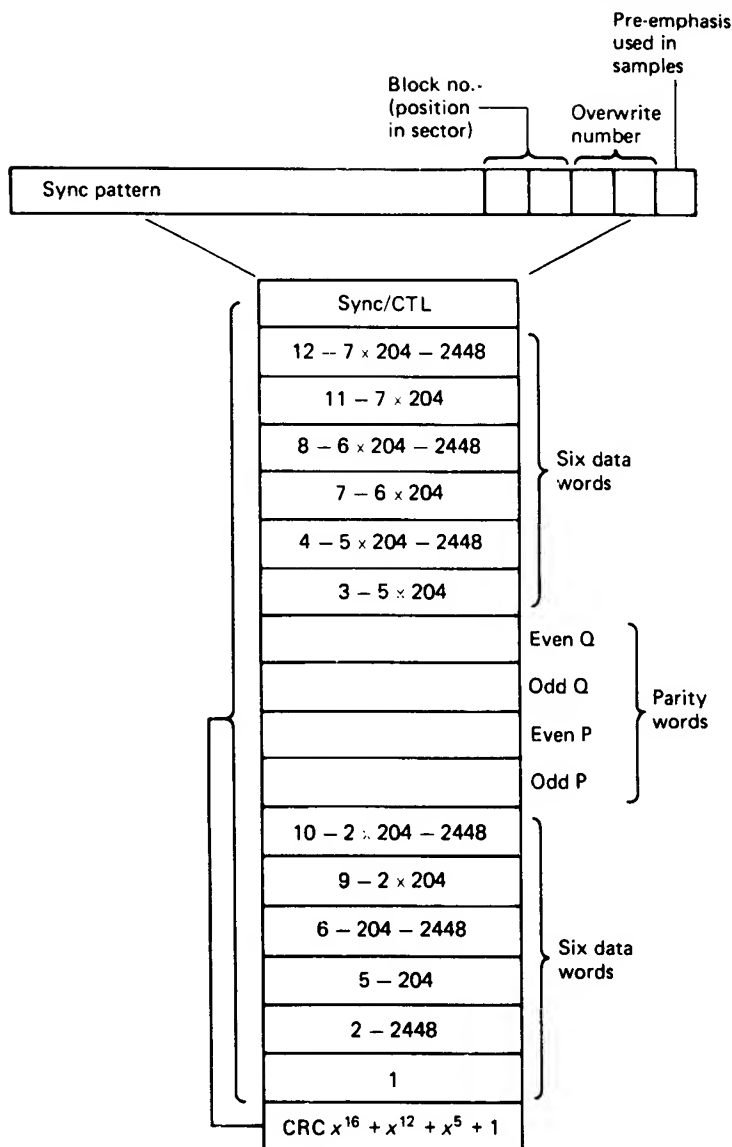 Pre-emphasis
used in
samples
Block no.-
(position
in sector)
Overwrite
number
Sync pattern
Sync/CTL
12 – 7 × 204 – 2448
11 – 7 × 204
8 – 6 × 204 – 2448
7 – 6 × 204
4 – 5 × 204 – 2448
3 – 5 × 204
Six data
words
Even Q
Odd Q
Even P
Odd P
Parity
words
10 – 2 × 204 – 2448
9 – 2 × 204
6 – 204 – 2448
5 – 204
2 – 2448
1
Six data
words
CRC x¹⁶ + x¹² + x⁵ + 1